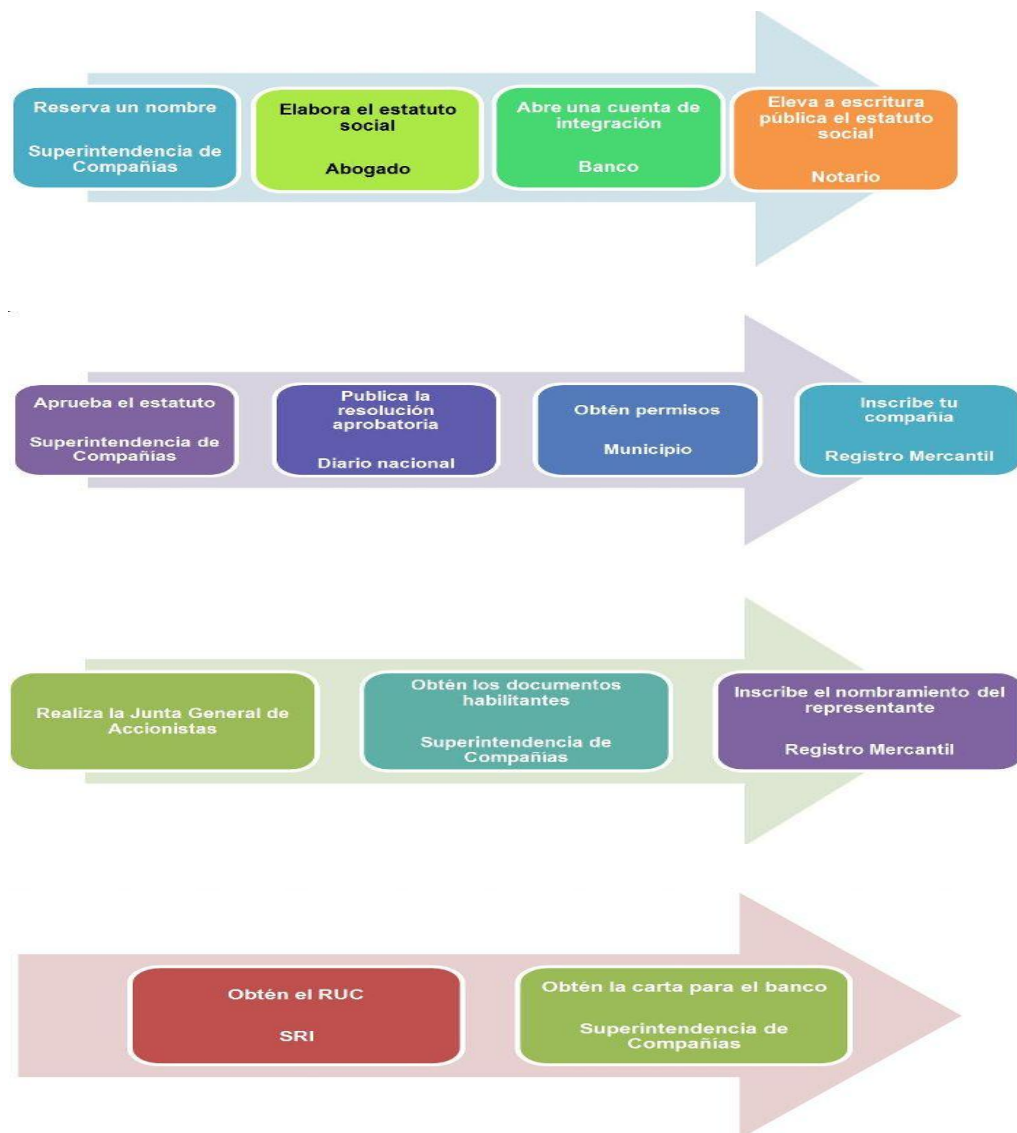 Reserva un nombre
Superintendencia de
Compañías
Elabora el estatuto
social
Abogado
Abre una cuenta de
integración
Banco
Eleva a escritura
pública el estatuto
social
Notario
Aprueba el estatuto
Superintendencia de
Compañías
Publica la
resolución
aprobatoria
Diario nacional
Obtén permisos
Municipio
Inscribe tu
compañía
Registro Mercantil
Realiza la Junta General de
Accionistas
Obtén los documentos
habilitantes
Superintendencia de
Compañías
Inscribe el nombramiento del
representante
Registro Mercantil
Obtén el RUC
SRI
Obtén la carta para el banco
Superintendencia de
Compañías